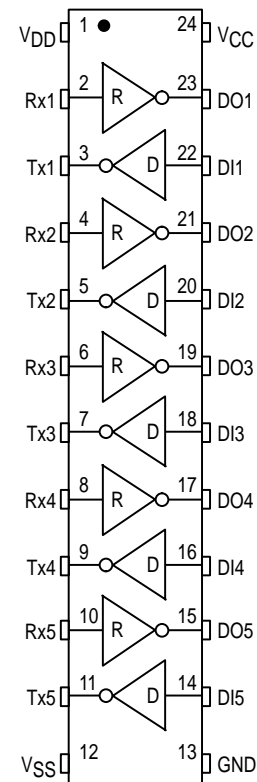 VDD 1 24 VCC
Rx1 2 R 23 DO1
Tx1 3 D 22 DI1
Rx2 4 R 21 DO2
Tx2 5 D 20 DI2
Rx3 6 R 19 DO3
Tx3 7 D 18 DI3
Rx4 8 R 17 DO4
Tx4 9 D 16 DI4
Rx5 10 R 15 DO5
Tx5 11 D 14 DI5
VSS 12 13 GND